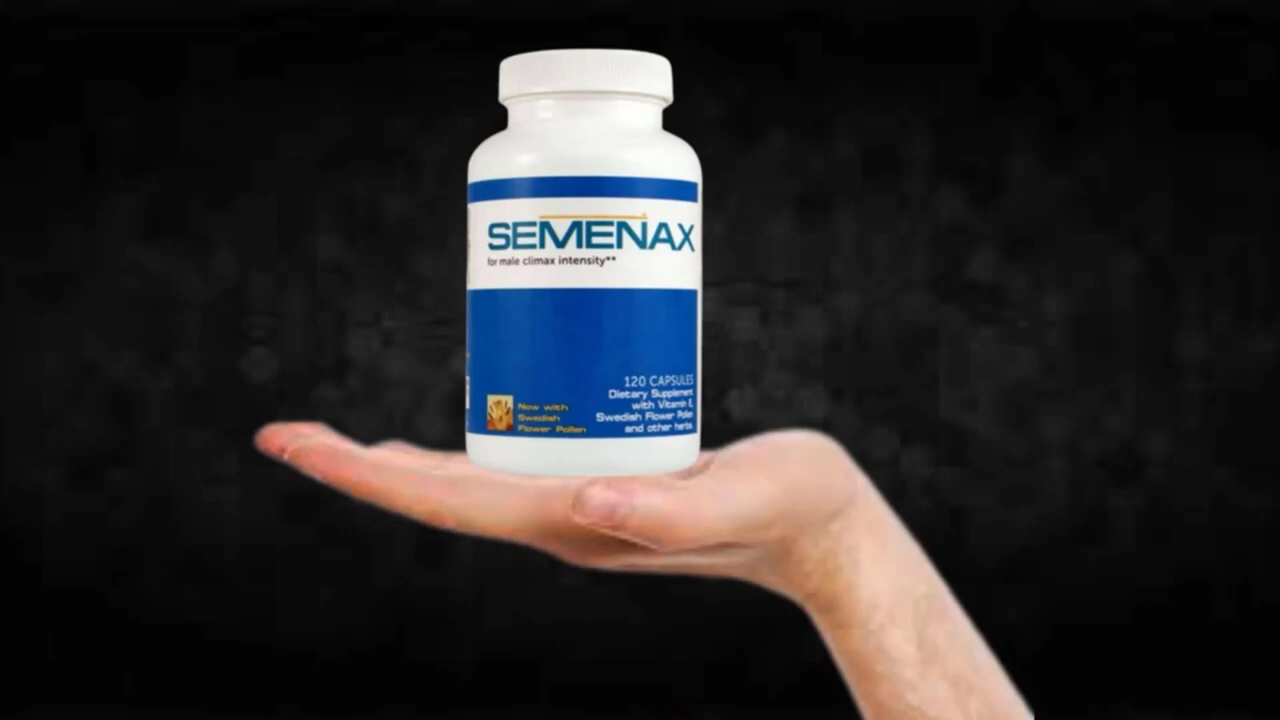 SEMENAX
for male climax intensity**
120 CAPSULES
Dietary Supplement
with Vitamin E,
Swedish Flower Pollen
and other herbs.
Now with
Swedish
Flower Pollen